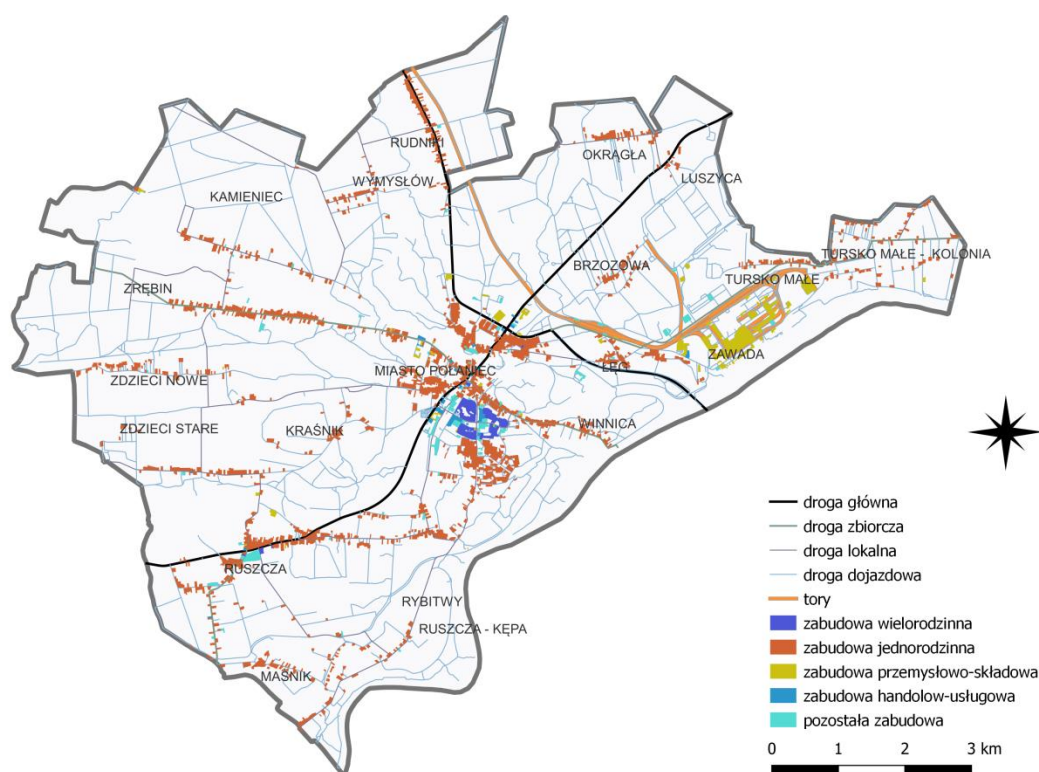 RUDNIKI
OKRĄGŁA
WYMYSŁÓW
LUSZYCA
KAMIENIEC
TURSKO MAŁE - KOLONIA
BRZOZOWA
TURSKO MAŁE
ZRĘBIN
ZAWADA
MIASTO POŁANIEC
ŁĘG
ZDZIECI NOWE
WINNICA
ZDZIECI STARE
KRAŚNIK
RUSZCZA
RYBITWY
RUSZCZA - KĘPA
MAŚNIK
droga główna
droga zbiorcza
droga lokalna
droga dojazdowa
tory
zabudowa wielorodzinna
zabudowa jednorodzinna
zabudowa przemysłowo-składowa
zabudowa handolow-usługowa
pozostała zabudowa
0 1 2 3 km